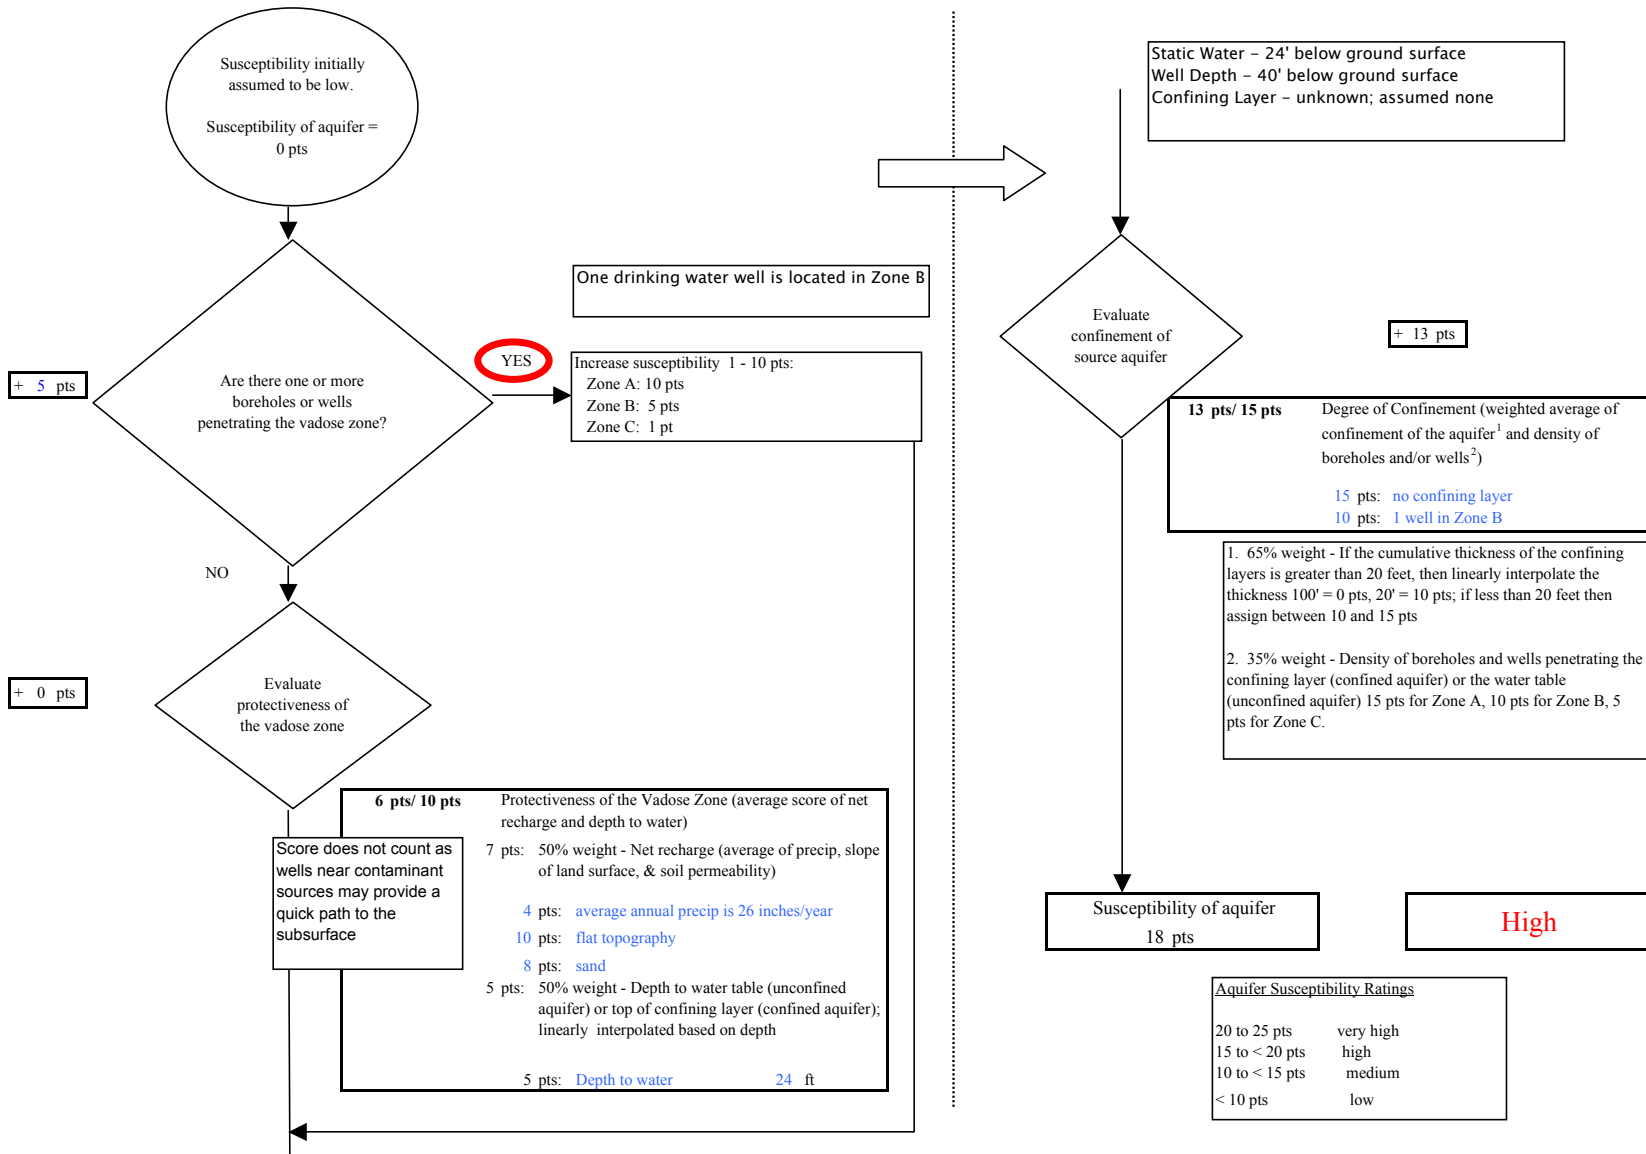 Susceptibility initially
assumed to be low.
Susceptibility of aquifer =
0 pts
One drinking water well is located in Zone B
YES
Increase susceptibility 1 - 10 pts:
Zone A: 10 pts
Zone B: 5 pts
Zone C: 1 pt
+ 5 pts
Are there one or more
boreholes or wells
penetrating the vadose zone?
NO
+ 0 pts
Evaluate
protectiveness of
the vadose zone
6 pts/ 10 pts Protectiveness of the Vadose Zone (average score of net
recharge and depth to water)
Score does not count as
wells near contaminant
sources may provide a
quick path to the
subsurface
7 pts: 50% weight - Net recharge (average of precip, slope
of land surface, & soil permeability)
4 pts: average annual precip is 26 inches/year
10 pts: flat topography
8 pts: sand
5 pts: 50% weight - Depth to water table (unconfined
aquifer) or top of confining layer (confined aquifer);
linearly interpolated based on depth
5 pts: Depth to water 24 ft
Static Water – 24' below ground surface
Well Depth – 40' below ground surface
Confining Layer – unknown; assumed none
Evaluate
confinement of
source aquifer
+ 13 pts
13 pts/ 15 pts Degree of Confinement (weighted average of
confinement of the aquifer1 and density of
boreholes and/or wells2)
15 pts: no confining layer
10 pts: 1 well in Zone B
1. 65% weight - If the cumulative thickness of the confining
layers is greater than 20 feet, then linearly interpolate the
thickness 100' = 0 pts, 20' = 10 pts; if less than 20 feet then
assign between 10 and 15 pts
2. 35% weight - Density of boreholes and wells penetrating the
confining layer (confined aquifer) or the water table
(unconfined aquifer) 15 pts for Zone A, 10 pts for Zone B, 5
pts for Zone C.
Susceptibility of aquifer
18 pts
High
Aquifer Susceptibility Ratings
20 to 25 pts very high
15 to < 20 pts high
10 to < 15 pts medium
< 10 pts low